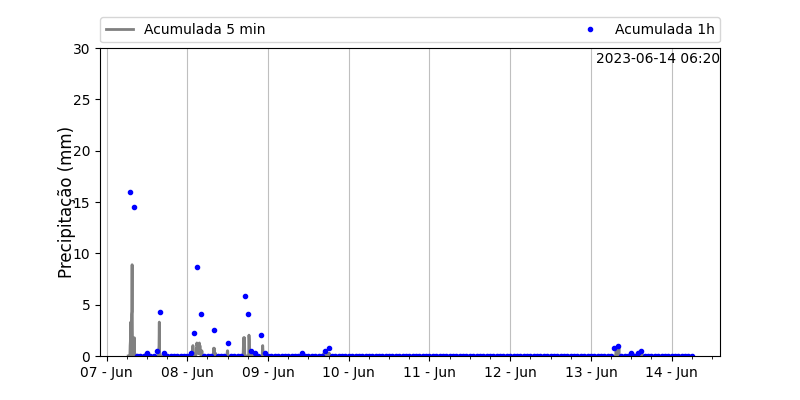 Acumulada 5 min
Acumulada 1h
2023-06-14 06:20
Precipitação (mm)
30
25
20
15
10
5
0
07 - Jun
08 - Jun
09 - Jun
10 - Jun
11 - Jun
12 - Jun
13 - Jun
14 - Jun